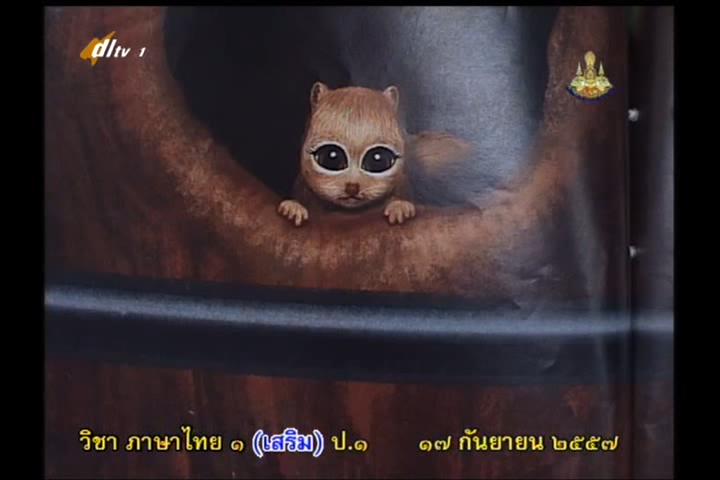 dltv 1
วิชา ภาษาไทย ๑ (เสริม) ป.๑ ๑๗ กันยายน ๒๕๕๗